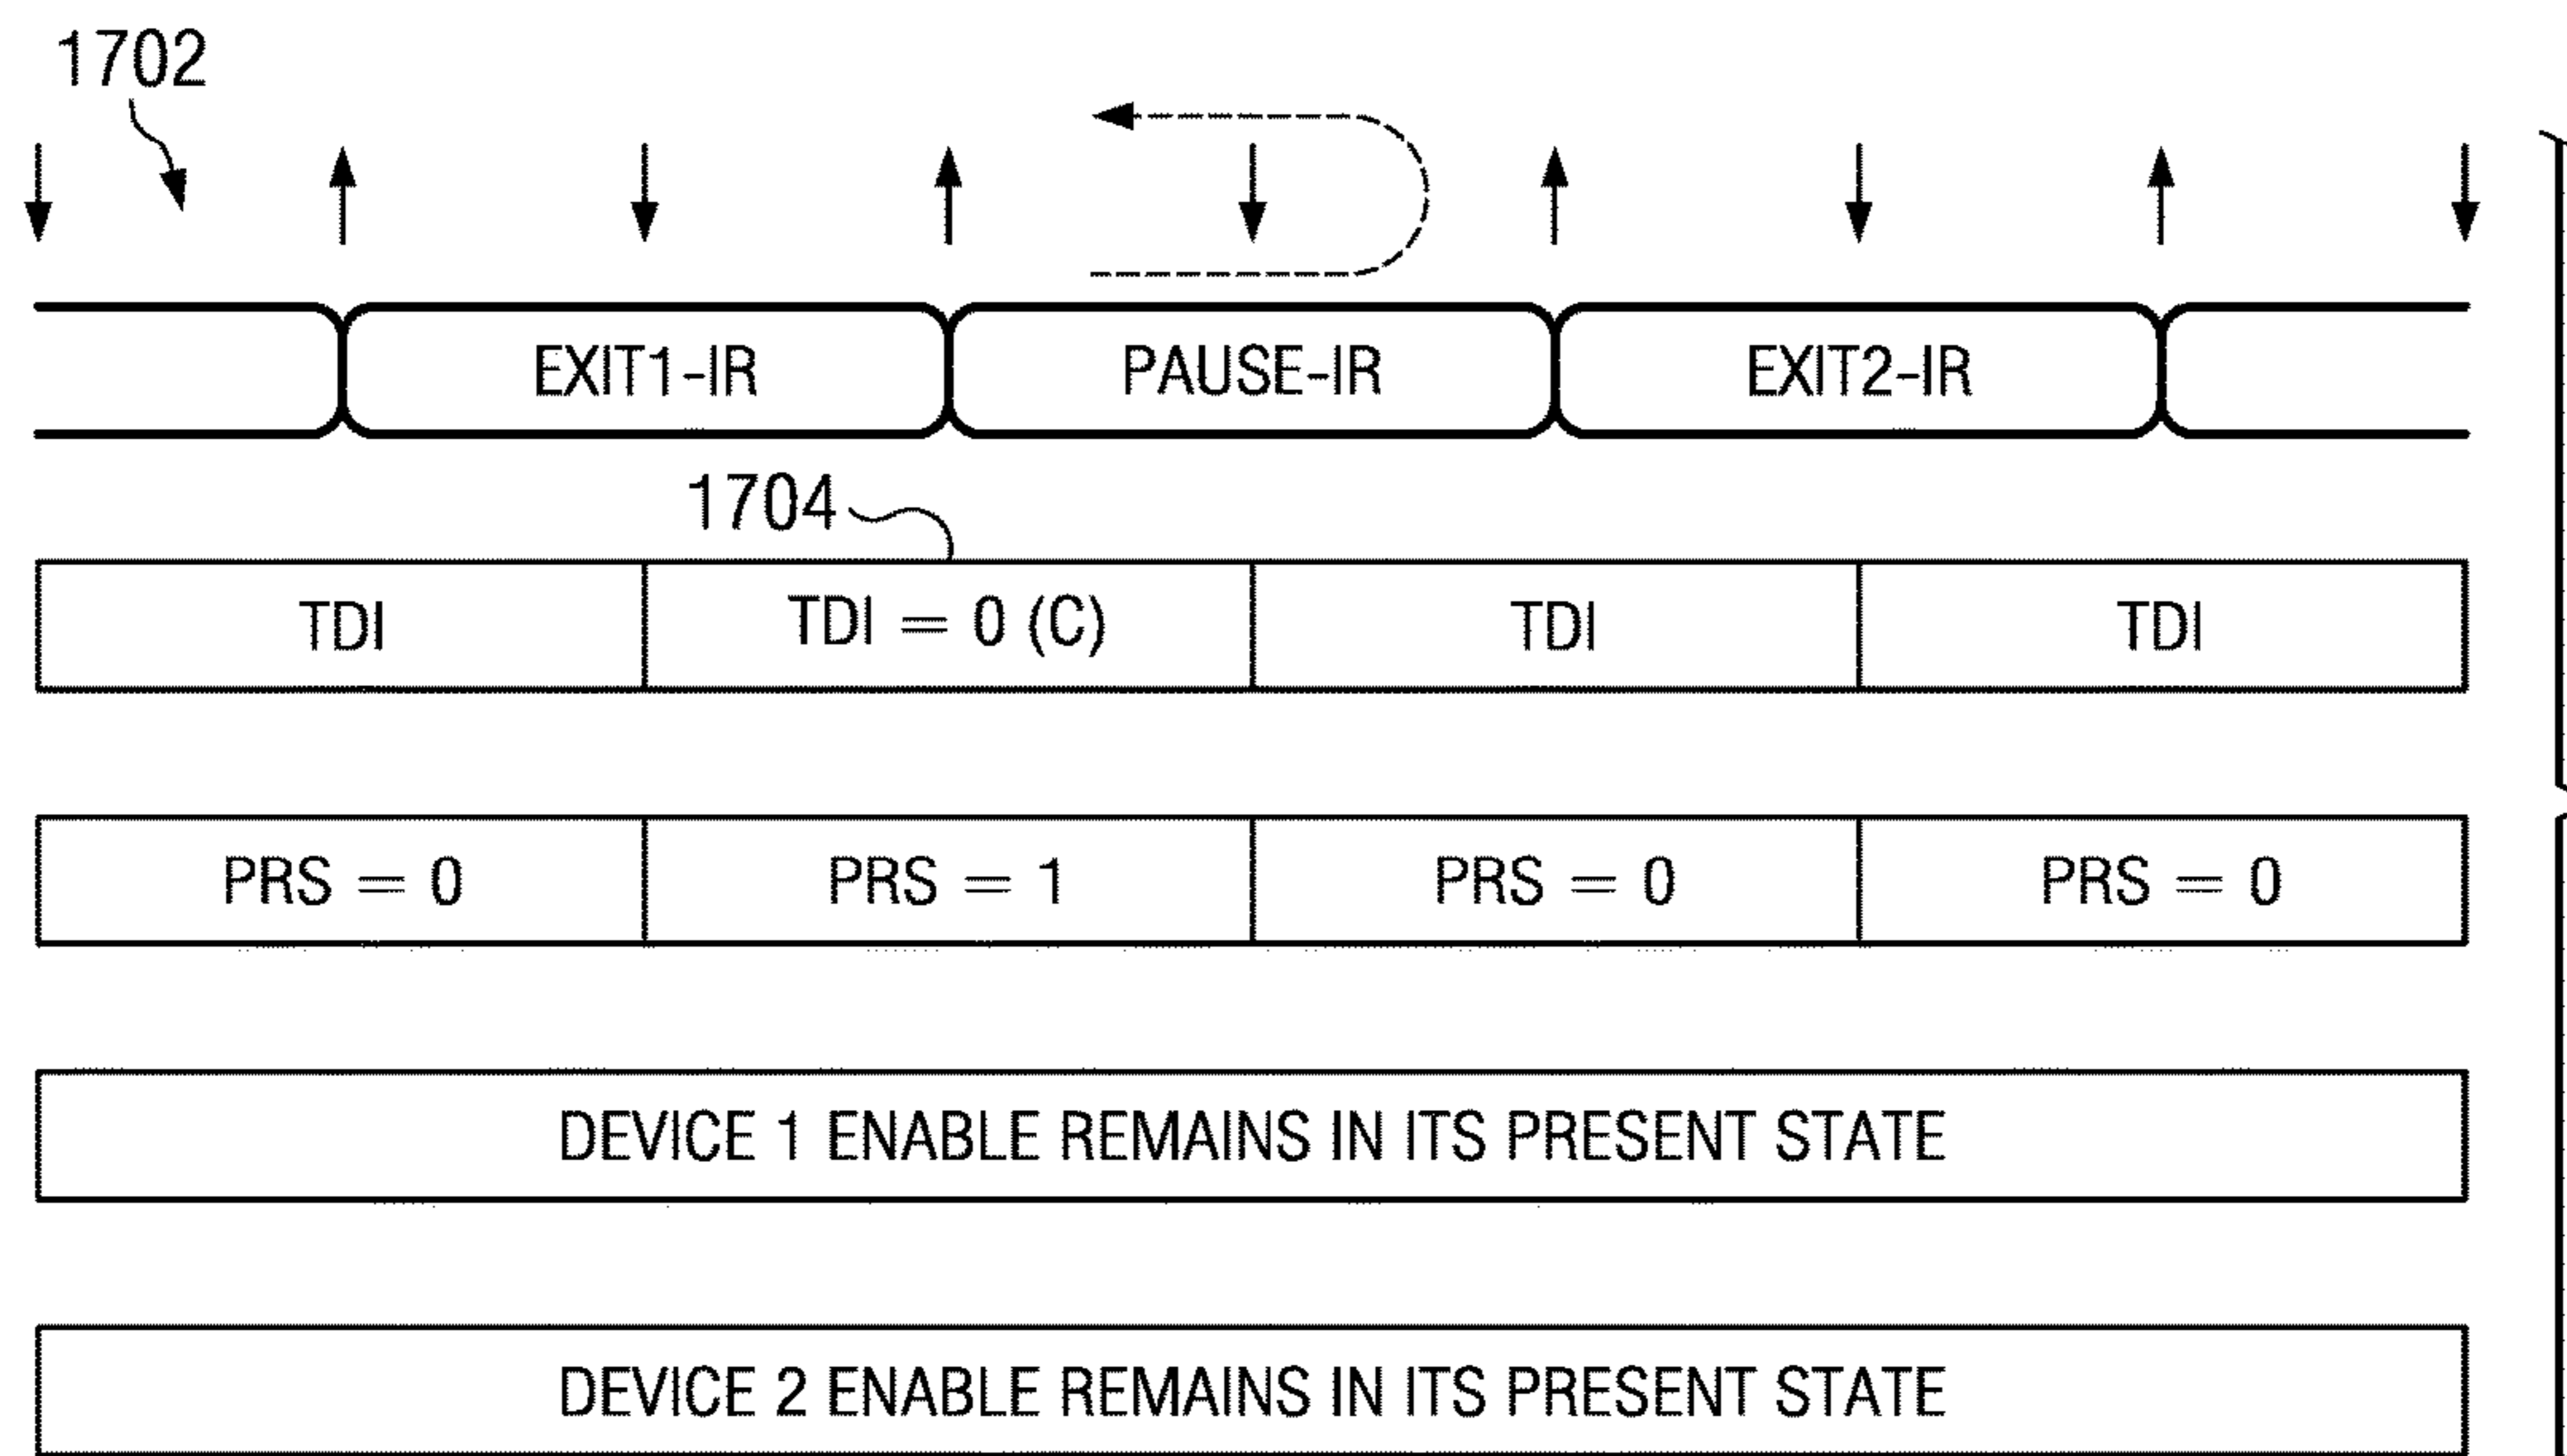 1702
EXIT1-IR PAUSE-IR EXIT2-IR
1704
TDI TDI = 0 (C) TDI TDI
PRS = 0 PRS = 1 PRS = 0 PRS = 0
DEVICE 1 ENABLE REMAINS IN ITS PRESENT STATE
DEVICE 2 ENABLE REMAINS IN ITS PRESENT STATE